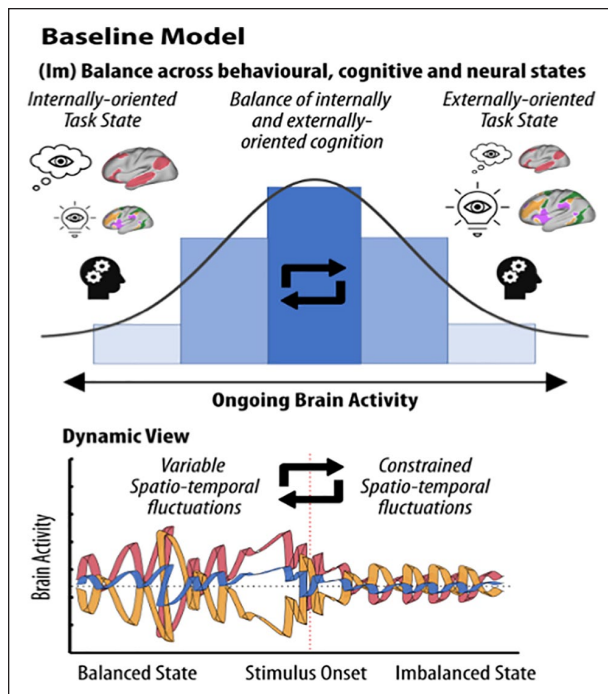 Baseline Model
(Im) Balance across behavioural, cognitive and neural states
Internally-oriented
Task State
Balance of internally
and externally-
oriented cognition
Externally-oriented
Task State
Ongoing Brain Activity
Dynamic View
Variable
Spatio-temporal
fluctuations
Constrained
Spatio-temporal
fluctuations
Brain Activity
Balanced State
Stimulus Onset
Imbalanced State